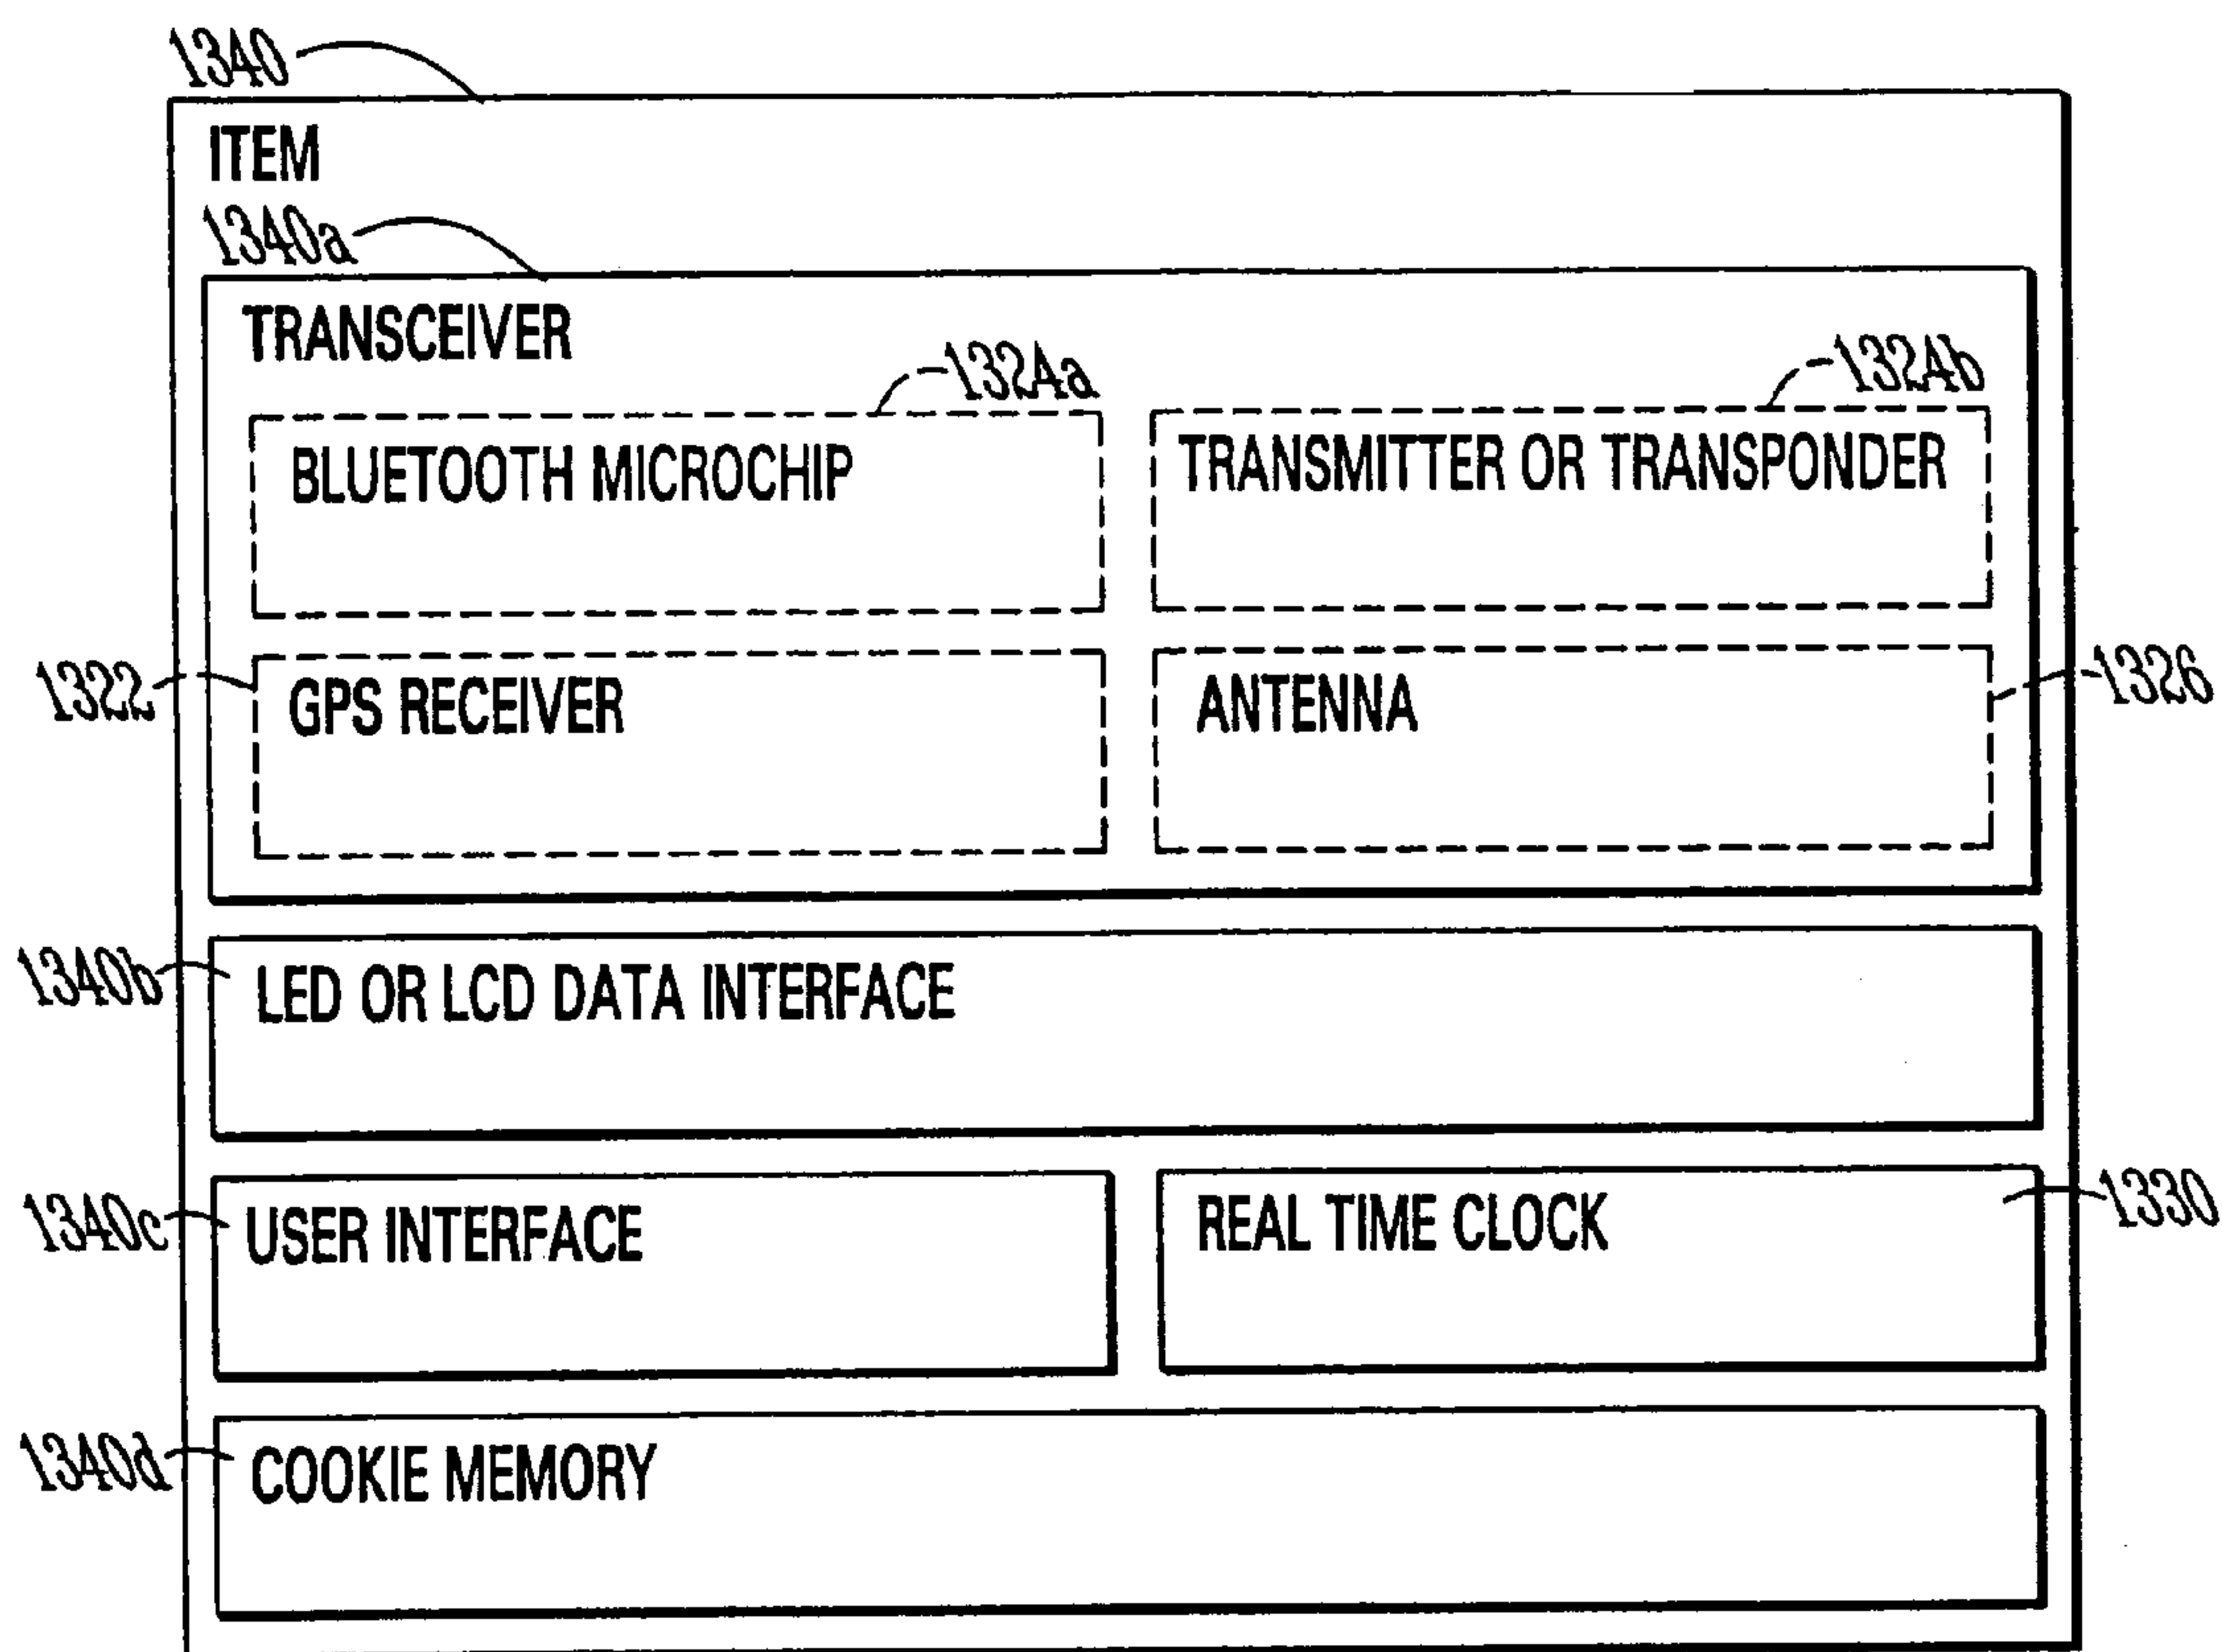 1340
ITEM
1340a
TRANSCEIVER
1324a
1324b
BLUETOOTH MICROCHIP
TRANSMITTER OR TRANSPONDER
1322
GPS RECEIVER
ANTENNA
1326
1340b
LED OR LCD DATA INTERFACE
1340c
USER INTERFACE
REAL TIME CLOCK
1330
1340d
COOKIE MEMORY